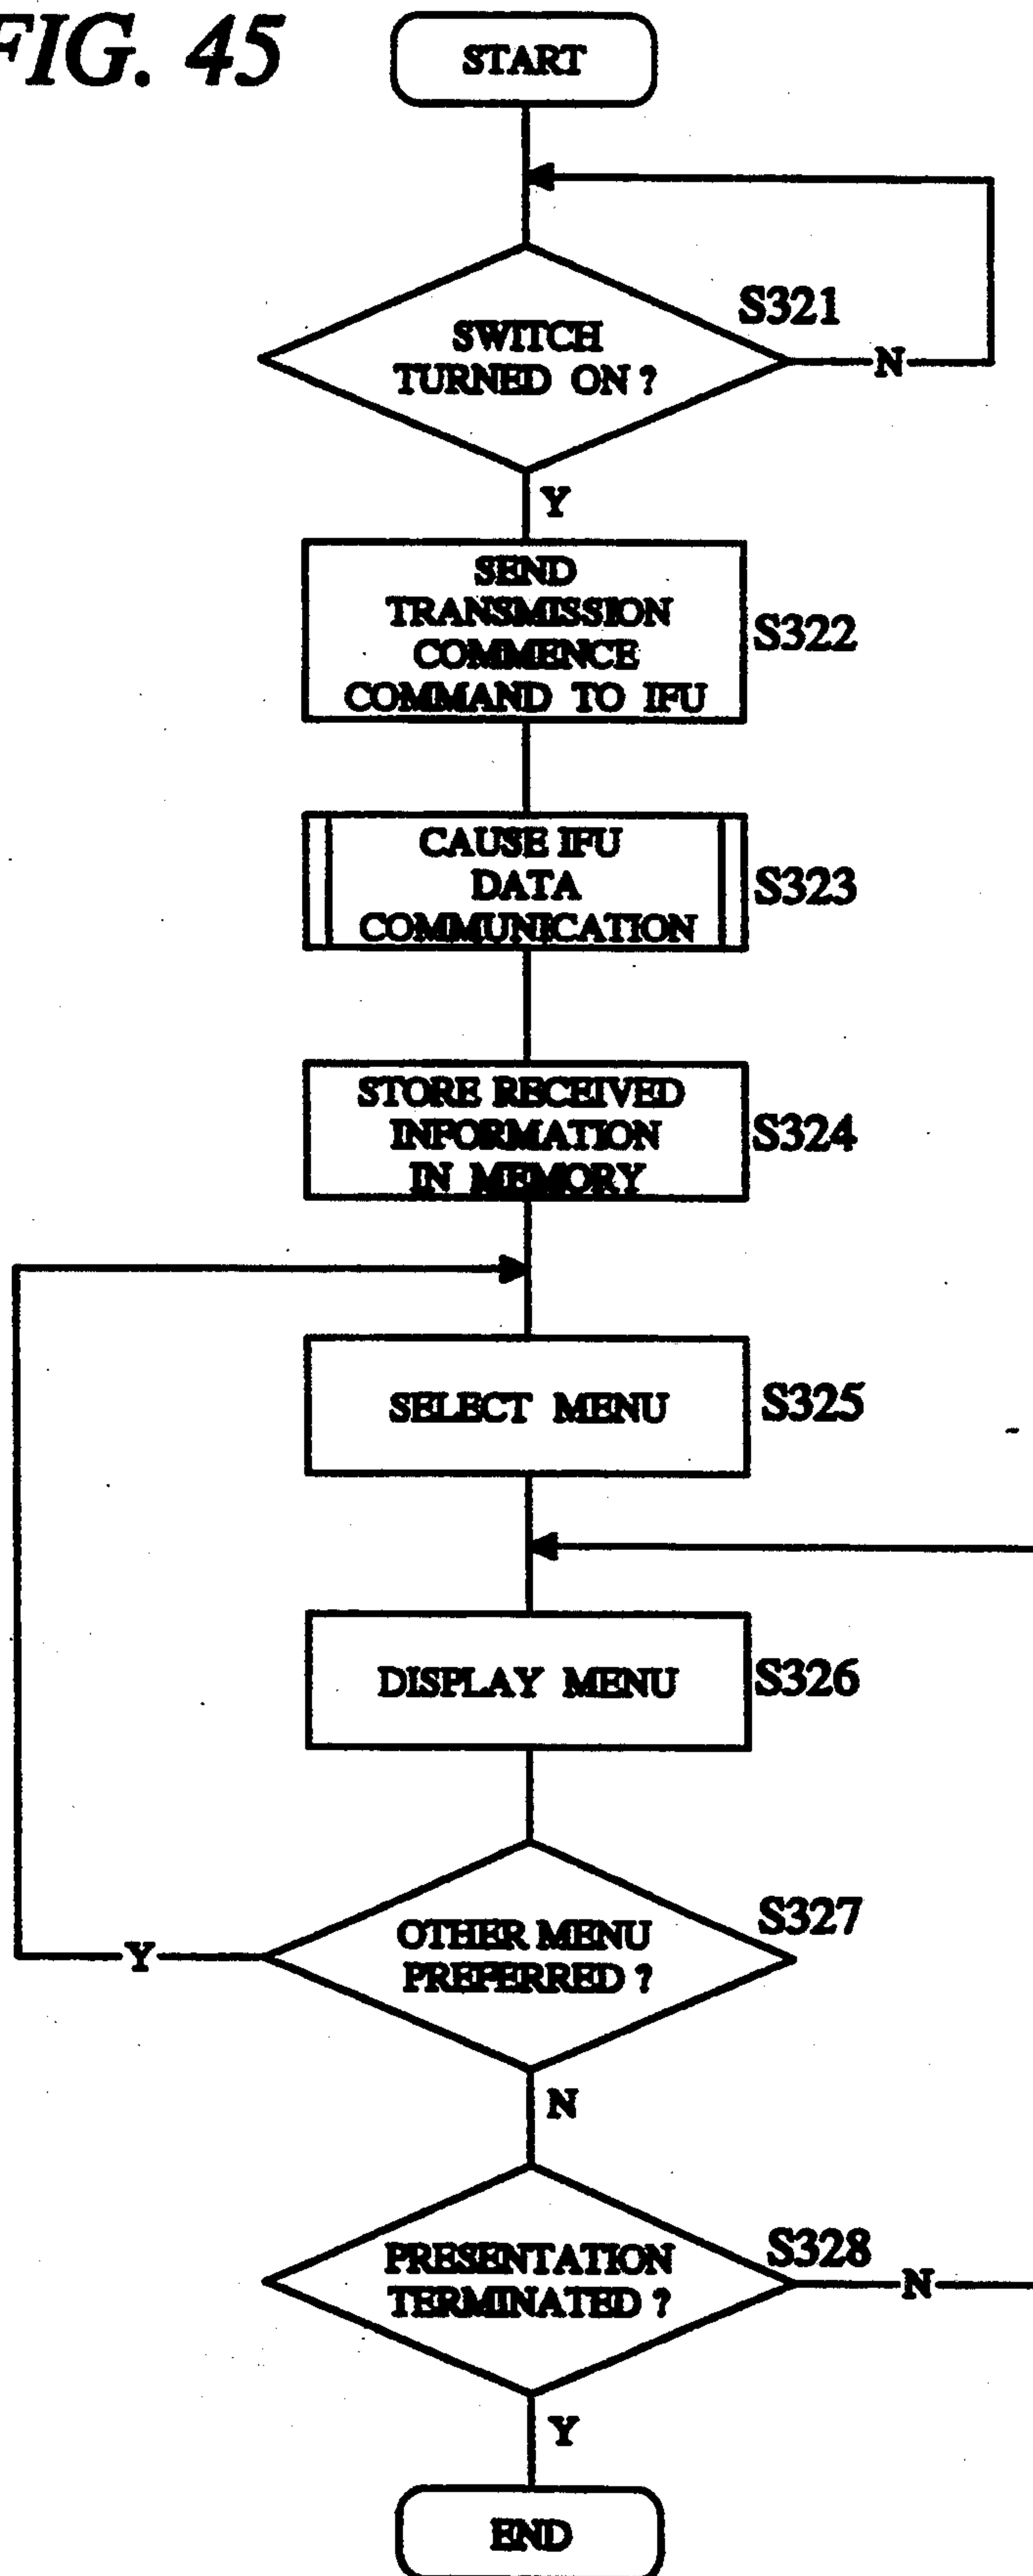 FIG. 45
START
S321
SWITCH
TURNED ON ?
N
Y
SEND
TRANSMISSION
COMMENCE
COMMAND TO IFU
S322
CAUSE IFU
DATA
COMMUNICATION
S323
STORE RECEIVED
INFORMATION
IN MEMORY
S324
SELECT MENU
S325
DISPLAY MENU
S326
S327
OTHER MENU
PREFERRED ?
Y
N
S328
PRESENTATION
TERMINATED ?
N
Y
END